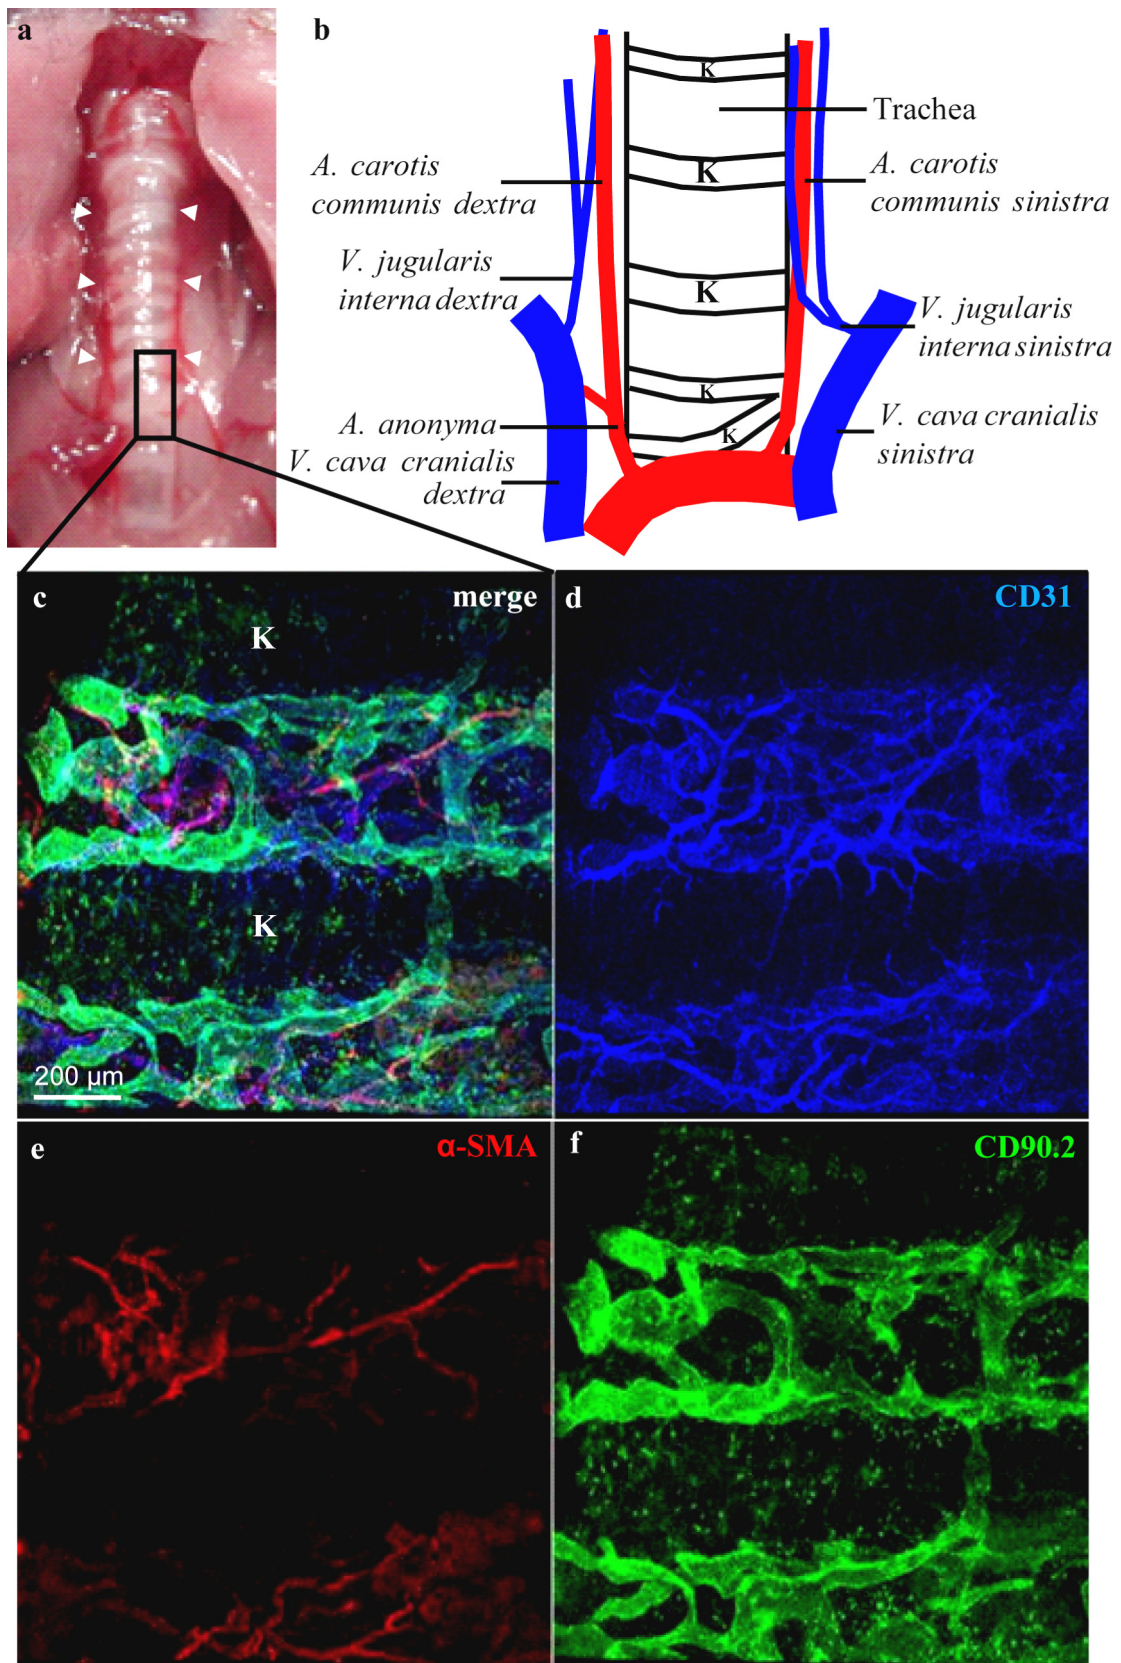 a
b
K
Trachea
A. carotis
communis dextra
K
A. carotis
communis sinistra
V. jugularis
interna dextra
K
V. jugularis
interna sinistra
K
A. anonyma
K
V. cava cranialis
sinistra
V. cava cranialis
dextra
c
merge
K
K
200 µm
d
CD31
e
α-SMA
f
CD90.2